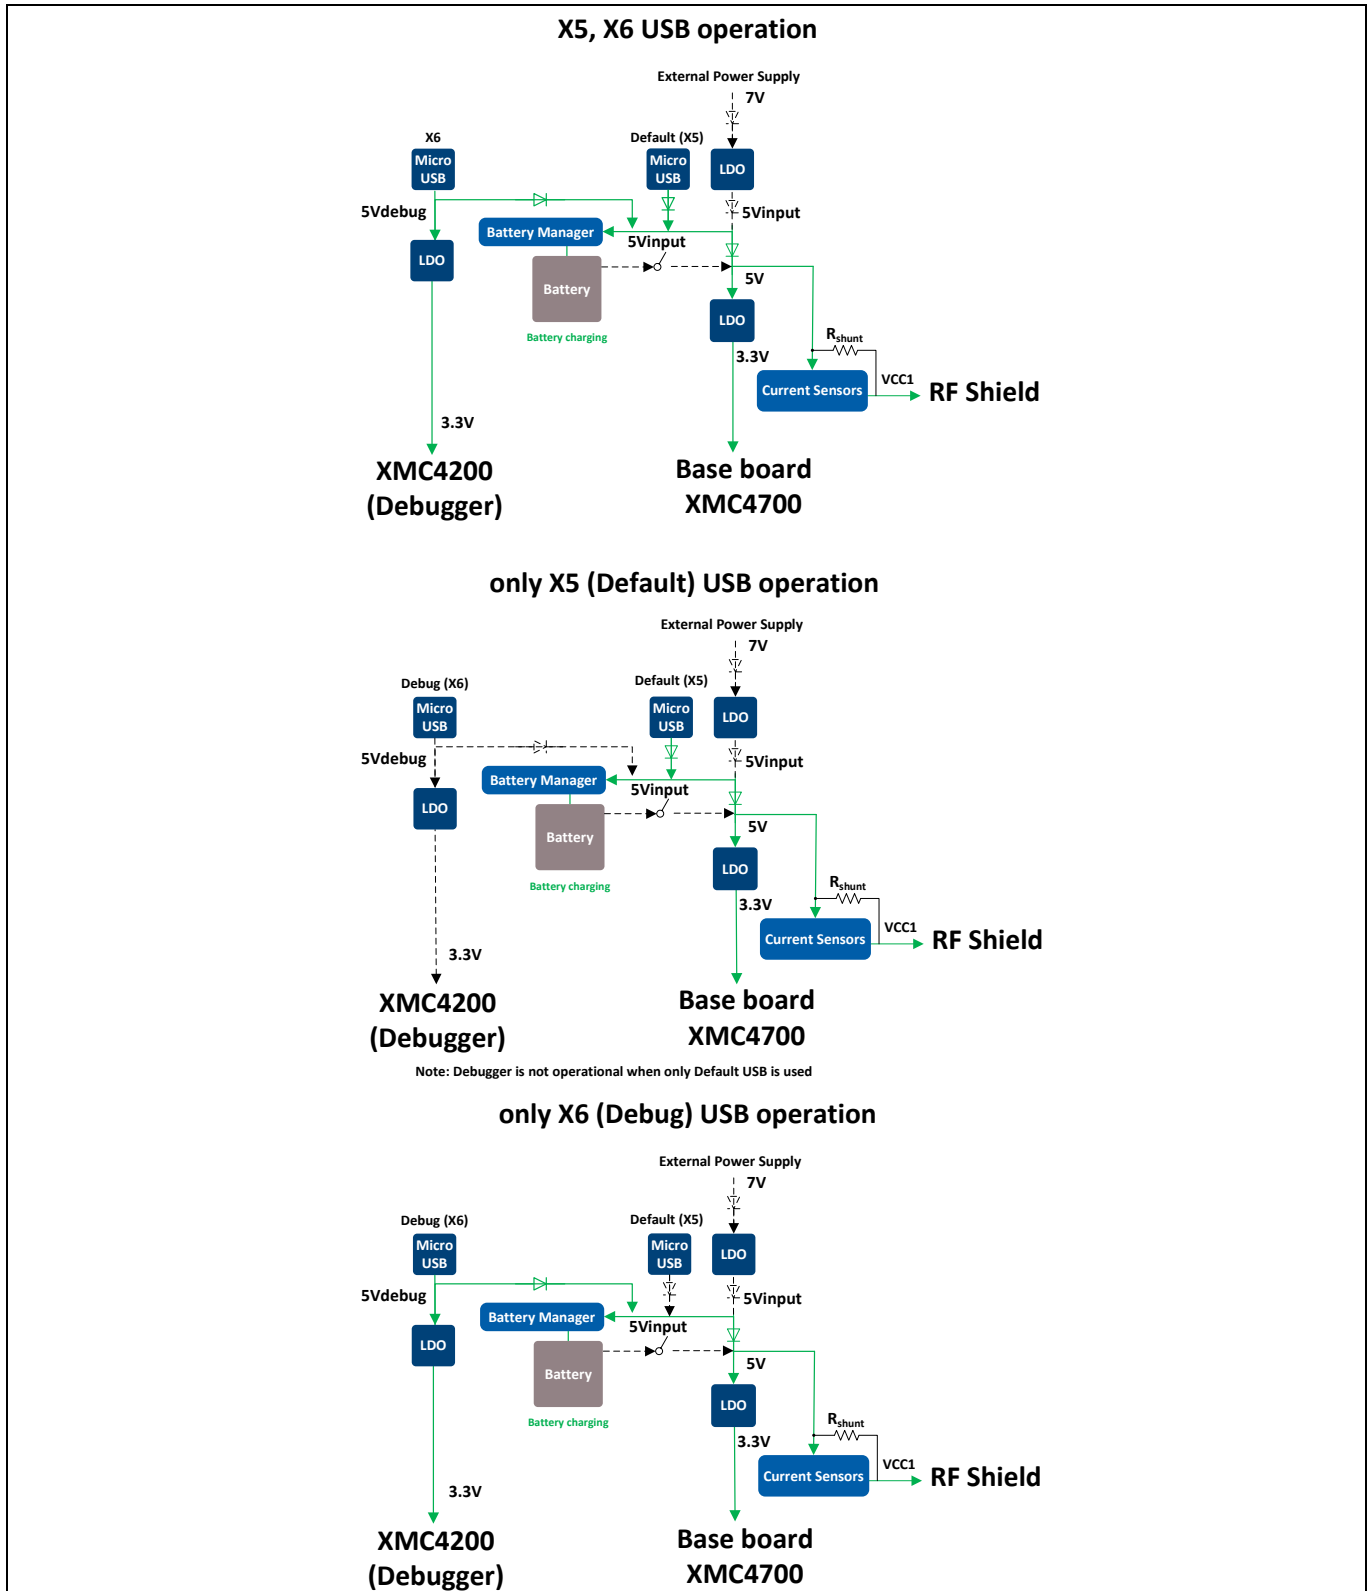 X5, X6 USB operation
External Power Supply
7V
X6
Default (X5)
Micro
USB
Micro
USB
LDO
5Vdebug
5Vinput
Battery Manager
5Vinput
LDO
5V
Battery
LDO
Battery charging
Rshunt
3.3V
Current Sensors
VCC1
RF Shield
3.3V
XMC4200
(Debugger)
Base board
XMC4700
only X5 (Default) USB operation
External Power Supply
7V
Debug (X6)
Default (X5)
Micro
USB
Micro
USB
LDO
5Vdebug
5Vinput
Battery Manager
5Vinput
LDO
5V
Battery
LDO
Battery charging
Rshunt
3.3V
Current Sensors
VCC1
RF Shield
3.3V
XMC4200
(Debugger)
Base board
XMC4700
Note: Debugger is not operational when only Default USB is used
only X6 (Debug) USB operation
External Power Supply
7V
Debug (X6)
Default (X5)
Micro
USB
Micro
USB
LDO
5Vdebug
5Vinput
Battery Manager
5Vinput
LDO
5V
Battery
LDO
Battery charging
Rshunt
3.3V
Current Sensors
VCC1
RF Shield
3.3V
XMC4200
(Debugger)
Base board
XMC4700